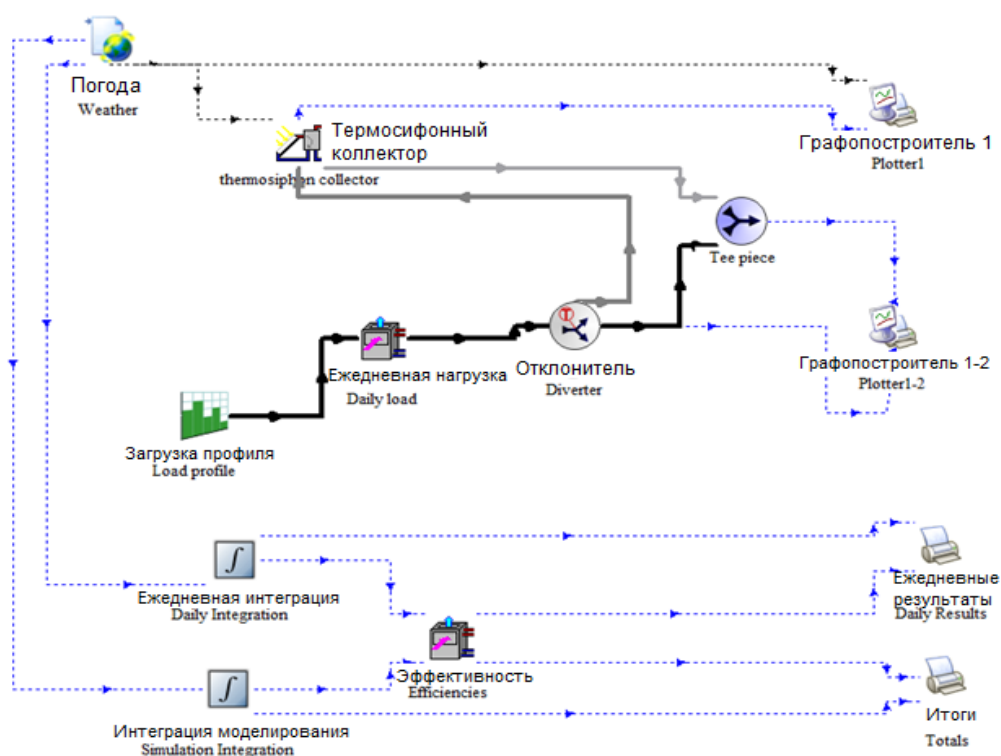 Погода
Weather
Термосифонный
коллектор
thermosiphon collector
Графопостроитель 1
Plotter1
Tee piece
Графопостроитель 1-2
Plotter1-2
Отклонитель
Diverter
Ежедневная нагрузка
Daily load
Загрузка профиля
Load profile
Ежедневная интеграция
Daily Integration
Ежедневные
результаты
Daily Results
Эффективность
Efficiencies
Интеграция моделирования
Simulation Integration
Итоги
Totals